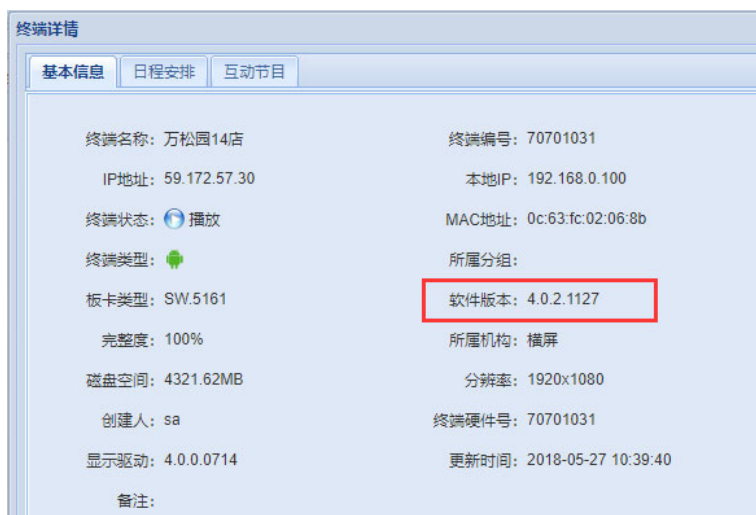 终端详情
基本信息 日程安排 互动节目
终端名称: 万松园14店 终端编号: 70701031
IP地址: 59.172.57.30 本地IP: 192.168.0.100
终端状态: 播放 MAC地址: 0c:63:fc:02:06:8b
终端类型: 所属分组:
板卡类型: SW.5161 软件版本: 4.0.2.1127
完整度: 100% 所属机构: 横屏
磁盘空间: 4321.62MB 分辨率: 1920x1080
创建人: sa 终端硬件号: 70701031
显示驱动: 4.0.0.0714 更新时间: 2018-05-27 10:39:40
备注: